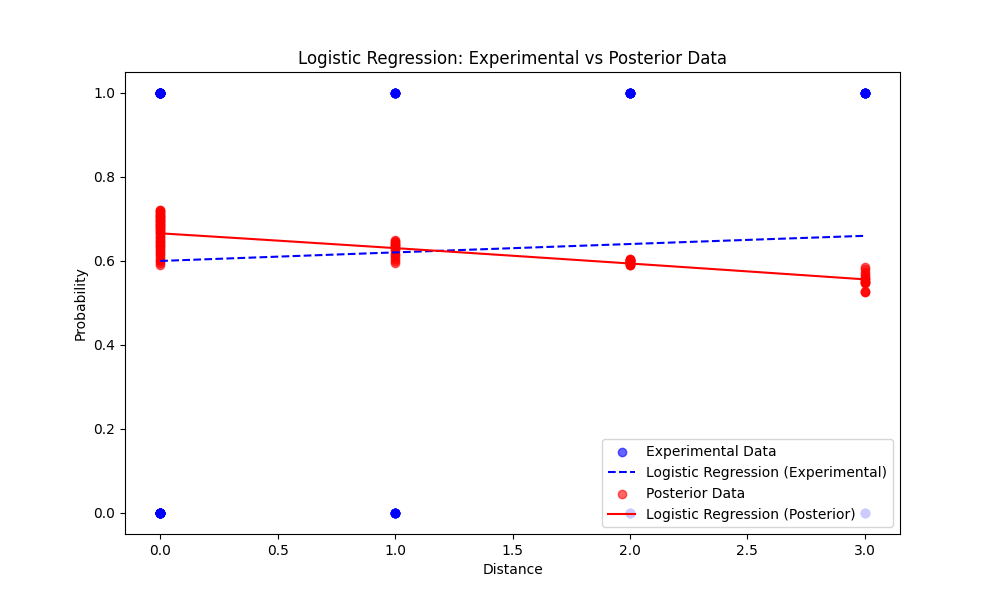 Logistic Regression: Experimental vs Posterior Data
1.0
0.8
0.6
0.4
0.2
0.0
Probability
0.0 0.5 1.0 1.5 2.0 2.5 3.0
Distance
Experimental Data
Logistic Regression (Experimental)
Posterior Data
Logistic Regression (Posterior)